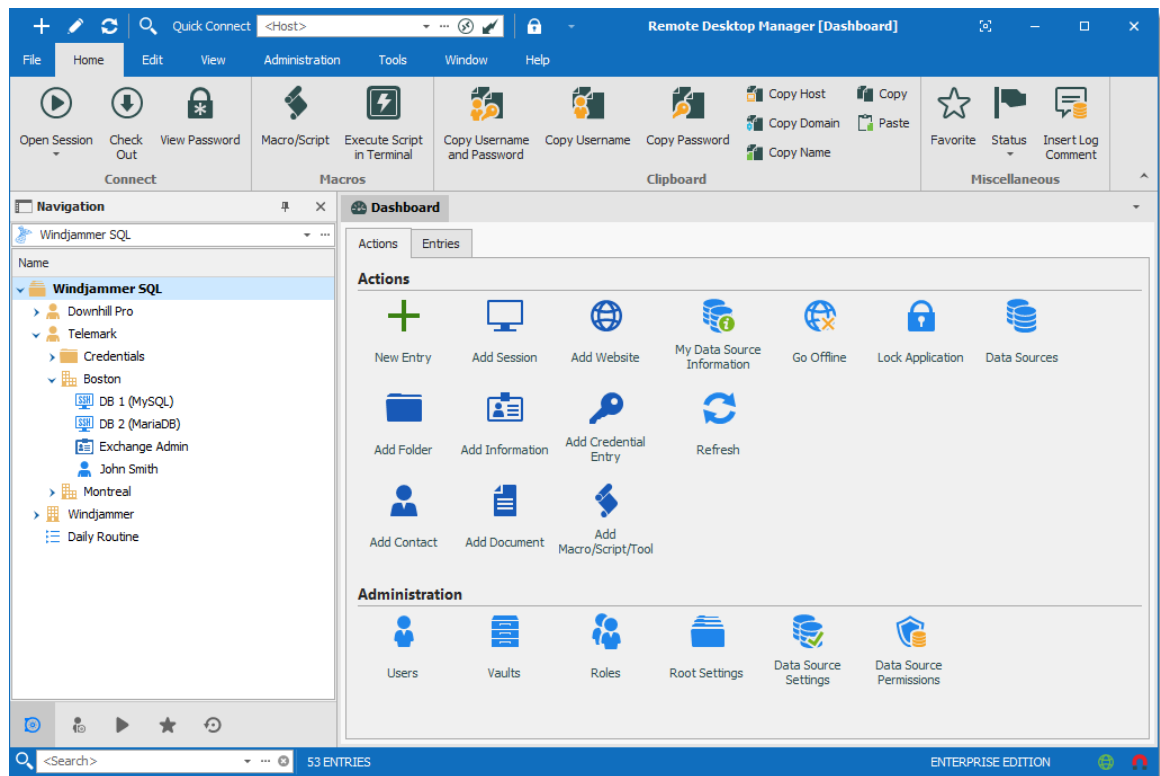 Quick Connect <Host> Remote Desktop Manager [Dashboard]
File Home Edit View Administration Tools Window Help
Open Session Check Out View Password Macro/Script Execute Script in Terminal Copy Username and Password Copy Username Copy Password Copy Host Copy Favorite Status Insert Log Comment
Copy Domain Paste
Copy Name
Connect Macros Clipboard Miscellaneous
Navigation
Windjammer SQL
Name
Windjammer SQL
Downhill Pro
Telemark
Credentials
Boston
SSH DB 1 (MySQL)
SSH DB 2 (MariaDB)
Exchange Admin
John Smith
Montreal
Windjammer
Daily Routine
Dashboard
Actions Entries
Actions
New Entry Add Session Add Website My Data Source Information Go Offline Lock Application Data Sources
Add Folder Add Information Add Credential Entry Refresh
Add Contact Add Document Add Macro/Script/Tool
Administration
Users Vaults Roles Root Settings Data Source Settings Data Source Permissions
<Search> 53 ENTRIES ENTERPRISE EDITION